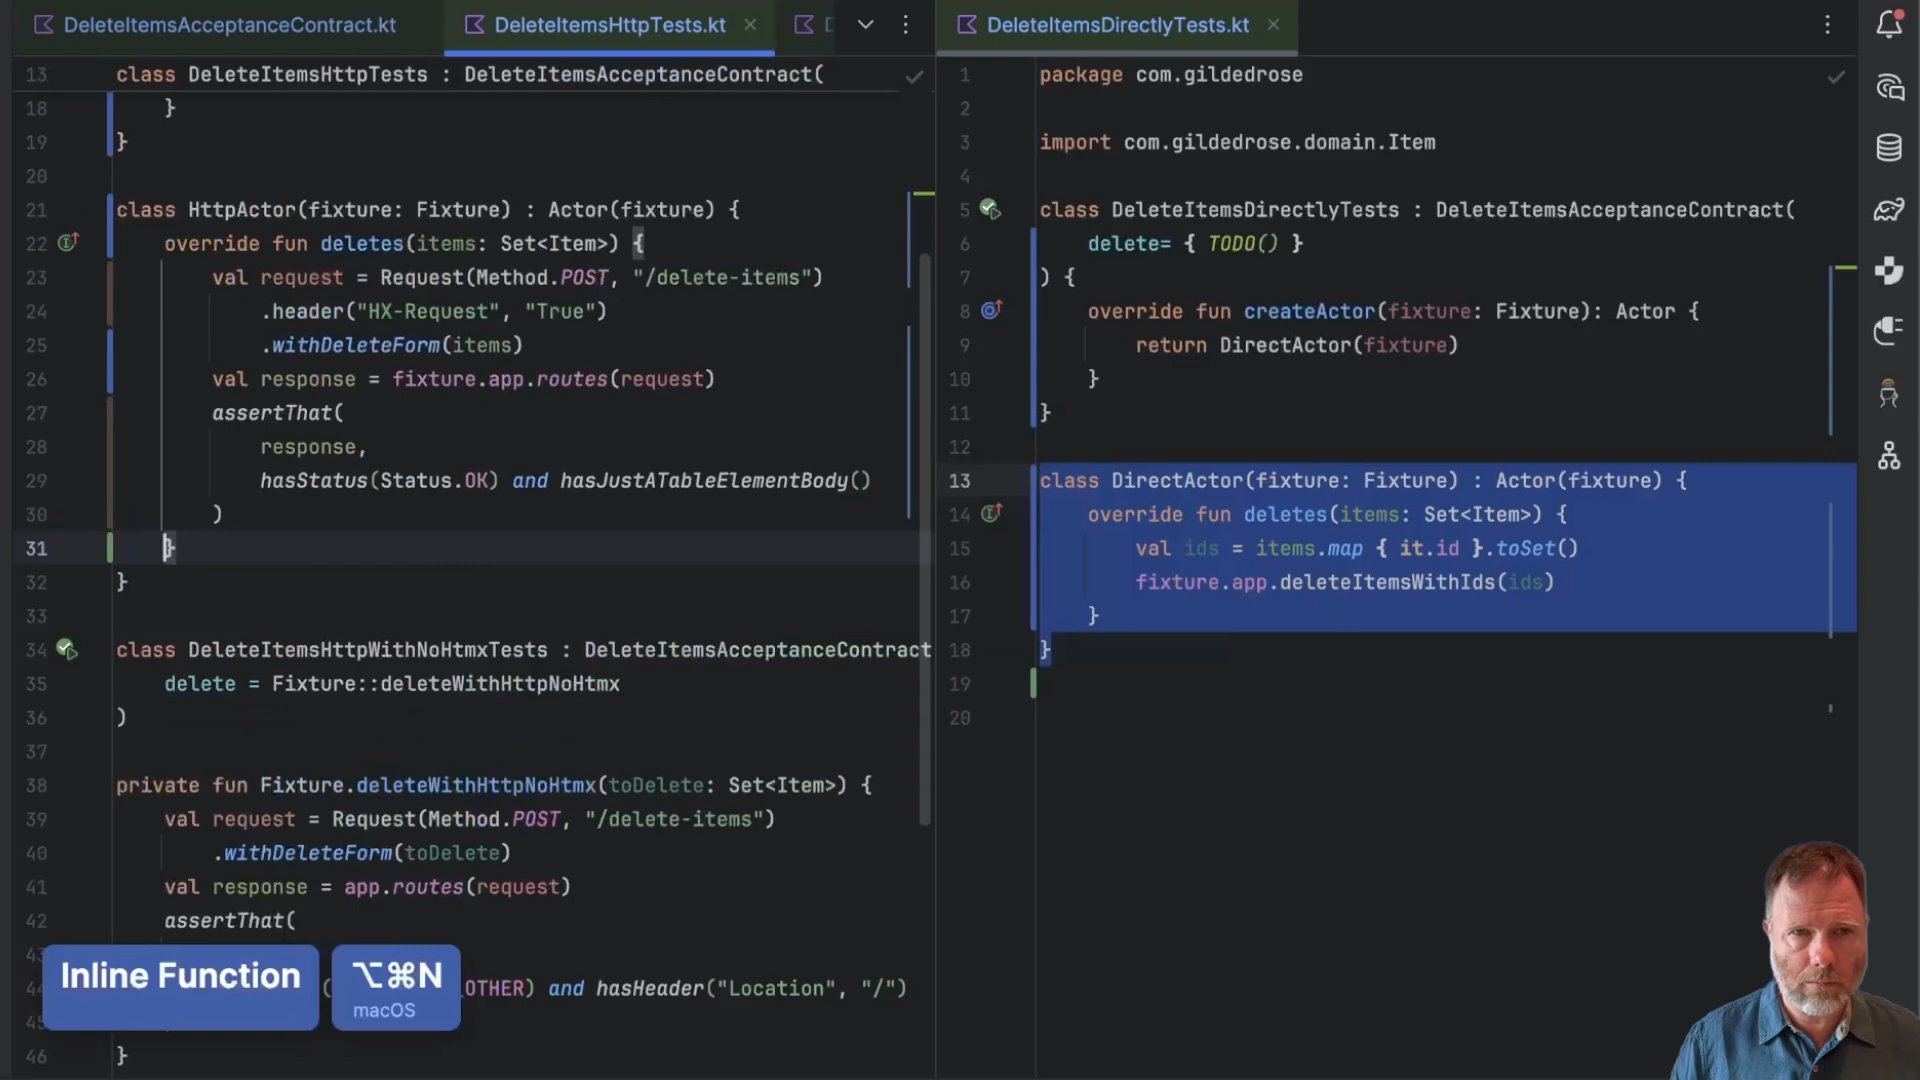 DeleteItemsAcceptanceContract.kt
DeleteItemsHttpTests.kt
DeleteItemsDirectlyTests.kt
13 class DeleteItemsHttpTests : DeleteItemsAcceptanceContract(
18 }
19 }
20
21 class HttpActor(fixture: Fixture) : Actor(fixture) {
22 override fun deletes(items: Set<Item>) {
23 val request = Request(Method.POST, "/delete-items")
24 .header("HX-Request", "True")
25 .withDeleteForm(items)
26 val response = fixture.app.routes(request)
27 assertThat(
28 response,
29 hasStatus(Status.OK) and hasJustATableElementBody()
30 )
31 }
32 }
33
34 class DeleteItemsHttpWithNoHtmxTests : DeleteItemsAcceptanceContract
35 delete = Fixture::deleteWithHttpNoHtmx
36 )
37
38 private fun Fixture.deleteWithHttpNoHtmx(toDelete: Set<Item>) {
39 val request = Request(Method.POST, "/delete-items")
40 .withDeleteForm(toDelete)
41 val response = app.routes(request)
42 assertThat(
OTHER) and hasHeader("Location", "/")
46 }
1 package com.gildedrose
2
3 import com.gildedrose.domain.Item
4
5 class DeleteItemsDirectlyTests : DeleteItemsAcceptanceContract(
6 delete= { TODO() }
7 ) {
8 override fun createActor(fixture: Fixture): Actor {
9 return DirectActor(fixture)
10 }
11 }
12
13 class DirectActor(fixture: Fixture) : Actor(fixture) {
14 override fun deletes(items: Set<Item>) {
15 val ids = items.map { it.id }.toSet()
16 fixture.app.deleteItemsWithIds(ids)
17 }
18 }
19
20
Inline Function
⌥⌘N
macOS